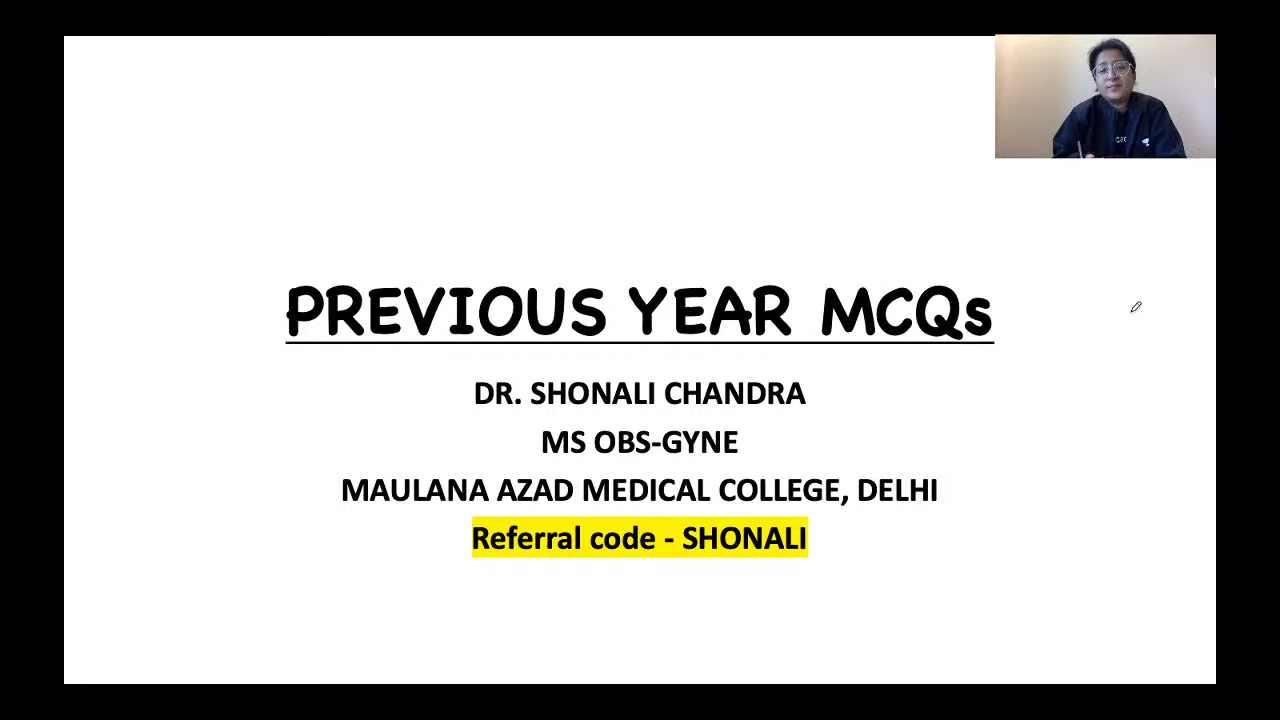 PREVIOUS YEAR MCQs
DR. SHONALI CHANDRA
MS OBS-GYNE
MAULANA AZAD MEDICAL COLLEGE, DELHI
Referral code - SHONALI